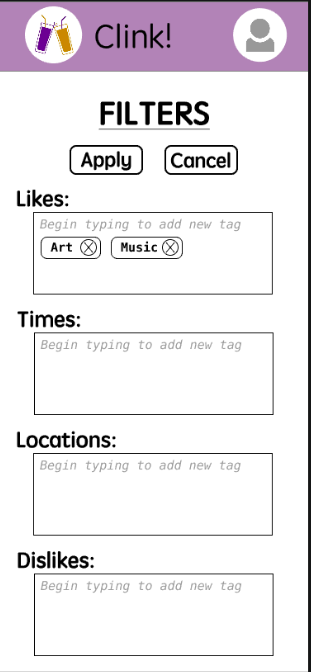 Clink!
FILTERS
Apply Cancel
Likes:
Begin typing to add new tag
Art Music
Times:
Begin typing to add new tag
Locations:
Begin typing to add new tag
Dislikes:
Begin typing to add new tag